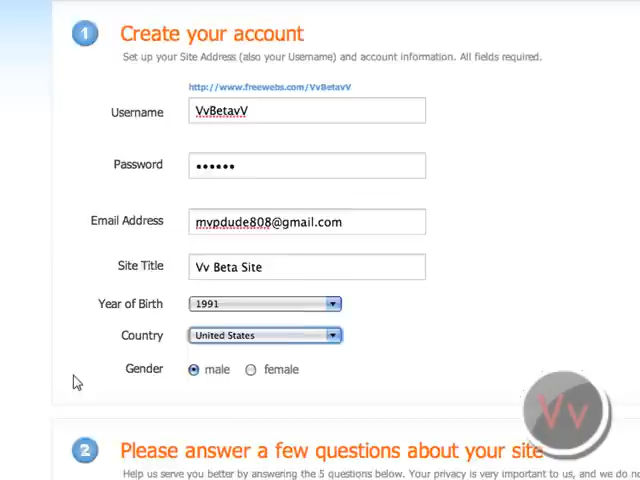 1 Create your account
Set up your Site Address (also your Username) and account information. All fields required.
http://www.freewebs.com/VvBetavV
Username VvBetavV
Password ••••••
Email Address mvpdude808@gmail.com
Site Title Vv Beta Site
Year of Birth 1991
Country United States
Gender male female
Vv
2 Please answer a few questions about your site
Help us serve you better by answering the 5 questions below. Your privacy is very important to us, and we do no